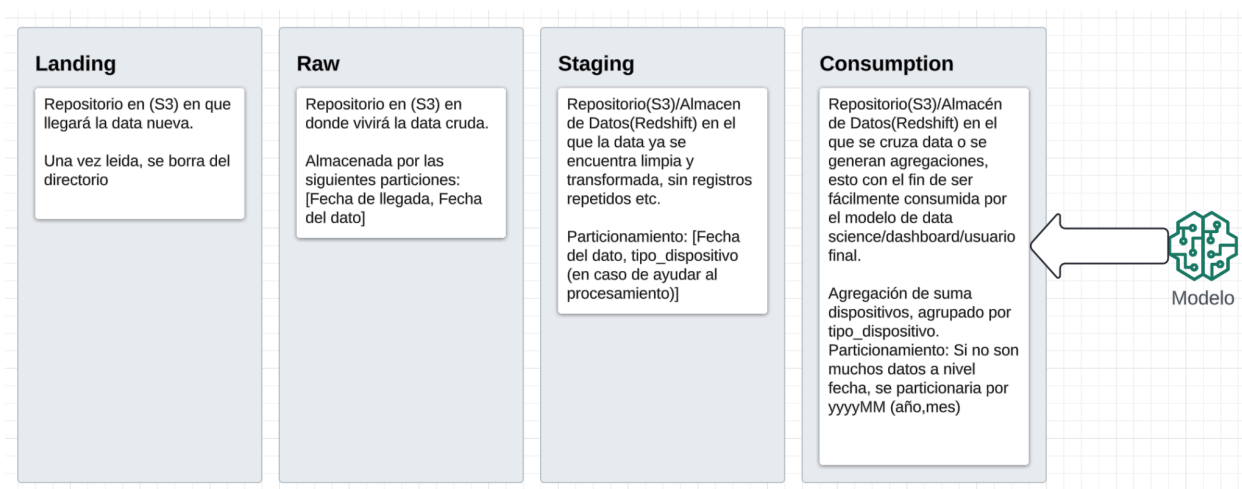 Landing
Repositorio en (S3) en que
llegará la data nueva.
Una vez leida, se borra del
directorio
Raw
Repositorio en (S3) en
donde vivirá la data cruda.
Almacenada por las
siguientes particiones:
[Fecha de llegada, Fecha
del dato]
Staging
Repositorio(S3)/Almacen
de Datos(Redshift) en el
que la data ya se
encuentra limpia y
transformada, sin registros
repetidos etc.
Particionamiento: [Fecha
del dato, tipo_dispositivo
(en caso de ayudar al
procesamiento)]
Consumption
Repositorio(S3)/Almacén
de Datos(Redshift) en el
que se cruza data o se
generan agregaciones,
esto con el fin de ser
fácilmente consumida por
el modelo de data
science/dashboard/usuario
final.
Agregación de suma
dispositivos, agrupado por
tipo_dispositivo.
Particionamiento: Si no son
muchos datos a nivel
fecha, se particionaria por
yyyyMM (año,mes)
Modelo